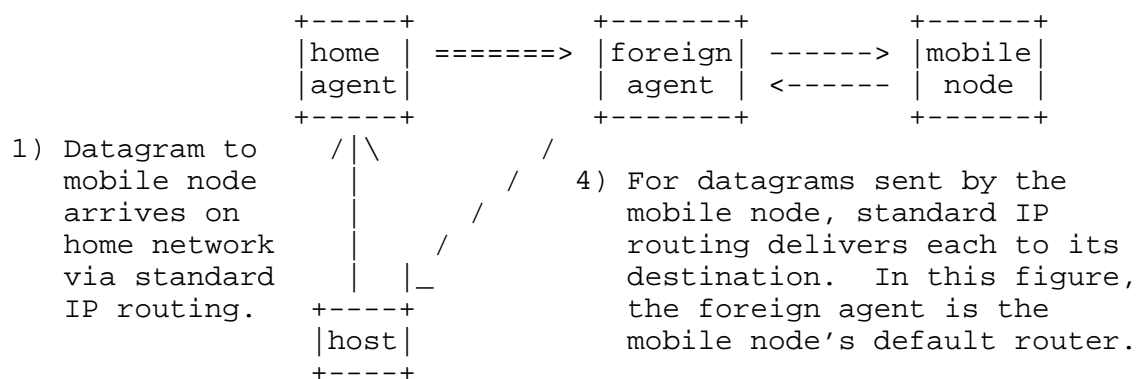 +-----+          +-------+         +------+
|home | =======> |foreign| ------> |mobile|
|agent|          | agent | <------ | node |
+-----+          +-------+         +------+
1) Datagram to    /|\         /
mobile node      |        /   4) For datagrams sent by the
arrives on       |      /        mobile node, standard IP
home network     |    /          routing delivers each to its
via standard     |  |_           destination.  In this figure,
IP routing.   +----+             the foreign agent is the
|host|             mobile node's default router.
+----+